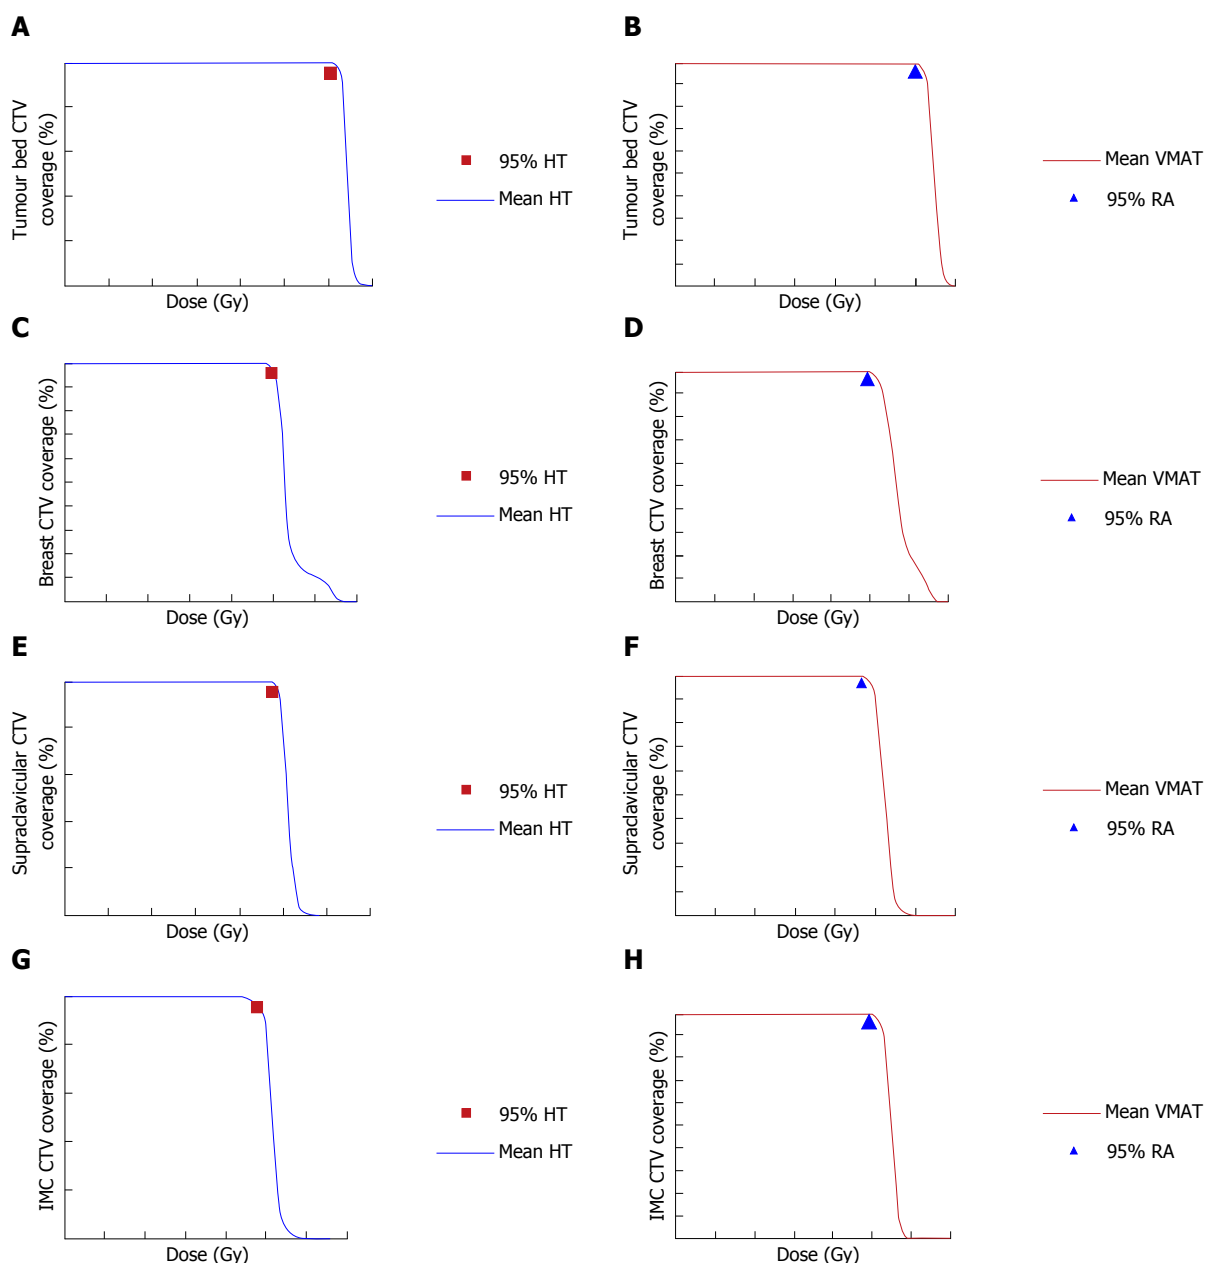 A
Tumour bed CTV
coverage (%)
Dose (Gy)
95% HT
Mean HT
B
Tumour bed CTV
coverage (%)
Dose (Gy)
Mean VMAT
95% RA
C
Breast CTV coverage (%)
Dose (Gy)
95% HT
Mean HT
D
Breast CTV coverage (%)
Dose (Gy)
Mean VMAT
95% RA
E
Supraclavicular CTV
coverage (%)
Dose (Gy)
95% HT
Mean HT
F
Supraclavicular CTV
coverage (%)
Dose (Gy)
Mean VMAT
95% RA
G
IMC CTV coverage (%)
Dose (Gy)
95% HT
Mean HT
H
IMC CTV coverage (%)
Dose (Gy)
Mean VMAT
95% RA